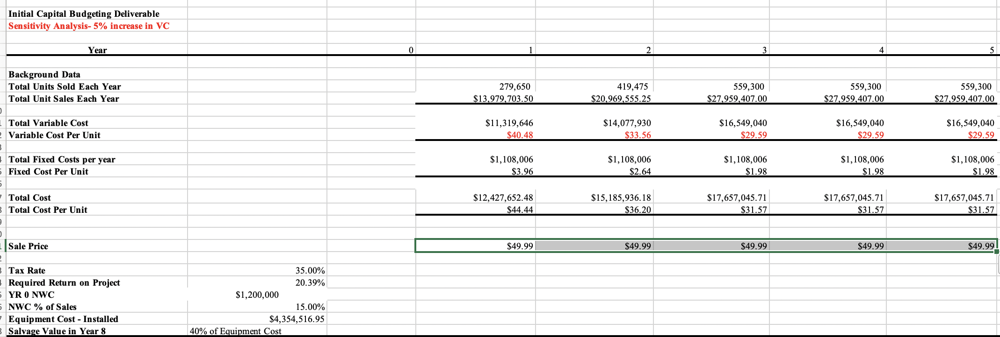 Initial Capital Budgeting Deliverable
Sensitivity Analysis- 5% increase in VC
Year 0 1 2 3 4 5
Background Data
Total Units Sold Each Year 279,650 419,475 559,300 559,300 559,300
Total Unit Sales Each Year $13,979,703.50 $20,969,555.25 $27,959,407.00 $27,959,407.00 $27,959,407.00
Total Variable Cost $11,319,646 $14,077,930 $16,549,040 $16,549,040 $16,549,040
Variable Cost Per Unit $40.48 $33.56 $29.59 $29.59 $29.59
Total Fixed Costs per year $1,108,006 $1,108,006 $1,108,006 $1,108,006 $1,108,006
Fixed Cost Per Unit $3.96 $2.64 $1.98 $1.98 $1.98
Total Cost $12,427,652.48 $15,185,936.18 $17,657,045.71 $17,657,045.71 $17,657,045.71
Total Cost Per Unit $44.44 $36.20 $31.57 $31.57 $31.57
Sale Price $49.99 $49.99 $49.99 $49.99 $49.99
Tax Rate 35.00%
Required Return on Project 20.39%
YR 0 NWC $1,200,000
NWC % of Sales 15.00%
Equipment Cost - Installed $4,354,516.95
Salvage Value in Year 8 40% of Equipment Cost